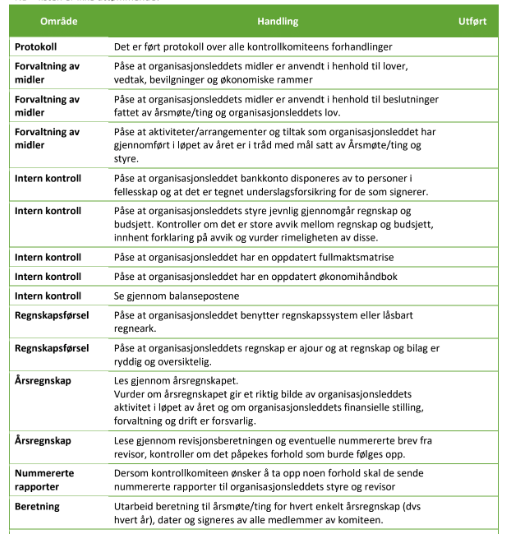 Område Handling Utført
Protokoll Det er ført protokoll over alle kontrollkomiteens forhandlinger
Forvaltning av Påse at organisasjonsleddets midler er anvendt i henhold til lover,
midler vedtak, bevilgninger og økonomiske rammer
Forvaltning av Påse at organisasjonsleddets midler er anvendt i henhold til beslutninger
midler fattet av årsmøte/ting og organisasjonsleddets lov.
Forvaltning av Påse at aktiviteter/arrangementer og tiltak som organisasjonsleddet har
midler gjennomført i løpet av året er i tråd med mål satt av Årsmøte/ting og
styre.
Intern kontroll Påse at organisasjonsleddet bankkonto disponeres av to personer i
fellesskap og at det er tegnet underslagsforsikring for de som signerer.
Intern kontroll Påse at organisasjonsleddets styre jevnlig gjennomgår regnskap og
budsjett. Kontroller om det er store avvik mellom regnskap og budsjett,
innhent forklaring på avvik og vurder rimeligheten av disse.
Intern kontroll Påse at organisasjonsleddet har en oppdatert fullmaktsmatrise
Intern kontroll Påse at organisasjonsleddet har en oppdatert økonomihåndbok
Intern kontroll Se gjennom balansepostene
Regnskapsførsel Påse at organisasjonsleddet benytter regnskapssystem eller låsbart
regneark.
Regnskapsførsel Påse at organisasjonsleddets regnskap er ajour og at regnskap og bilag er
ryddig og oversiktelig.
Årsregnskap Les gjennom årsregnskapet.
Vurder om årsregnskapet gir et riktig bilde av organisasjonsleddets
aktivitet i løpet av året og om organisasjonsleddets finansielle stilling,
forvaltning og drift er forsvarlig.
Årsregnskap Lese gjennom revisjonsberetningen og eventuelle nummererte brev fra
revisor, kontroller om det påpekes forhold som burde følges opp.
Nummererte Dersom kontrollkomiteen ønsker å ta opp noen forhold skal de sende
rapporter nummererte rapporter til organisasjonsleddets styre og revisor
Beretning Utarbeid beretning til årsmøte/ting for hvert enkelt årsregnskap (dvs
hvert år), dater og signeres av alle medlemmer av komiteen.